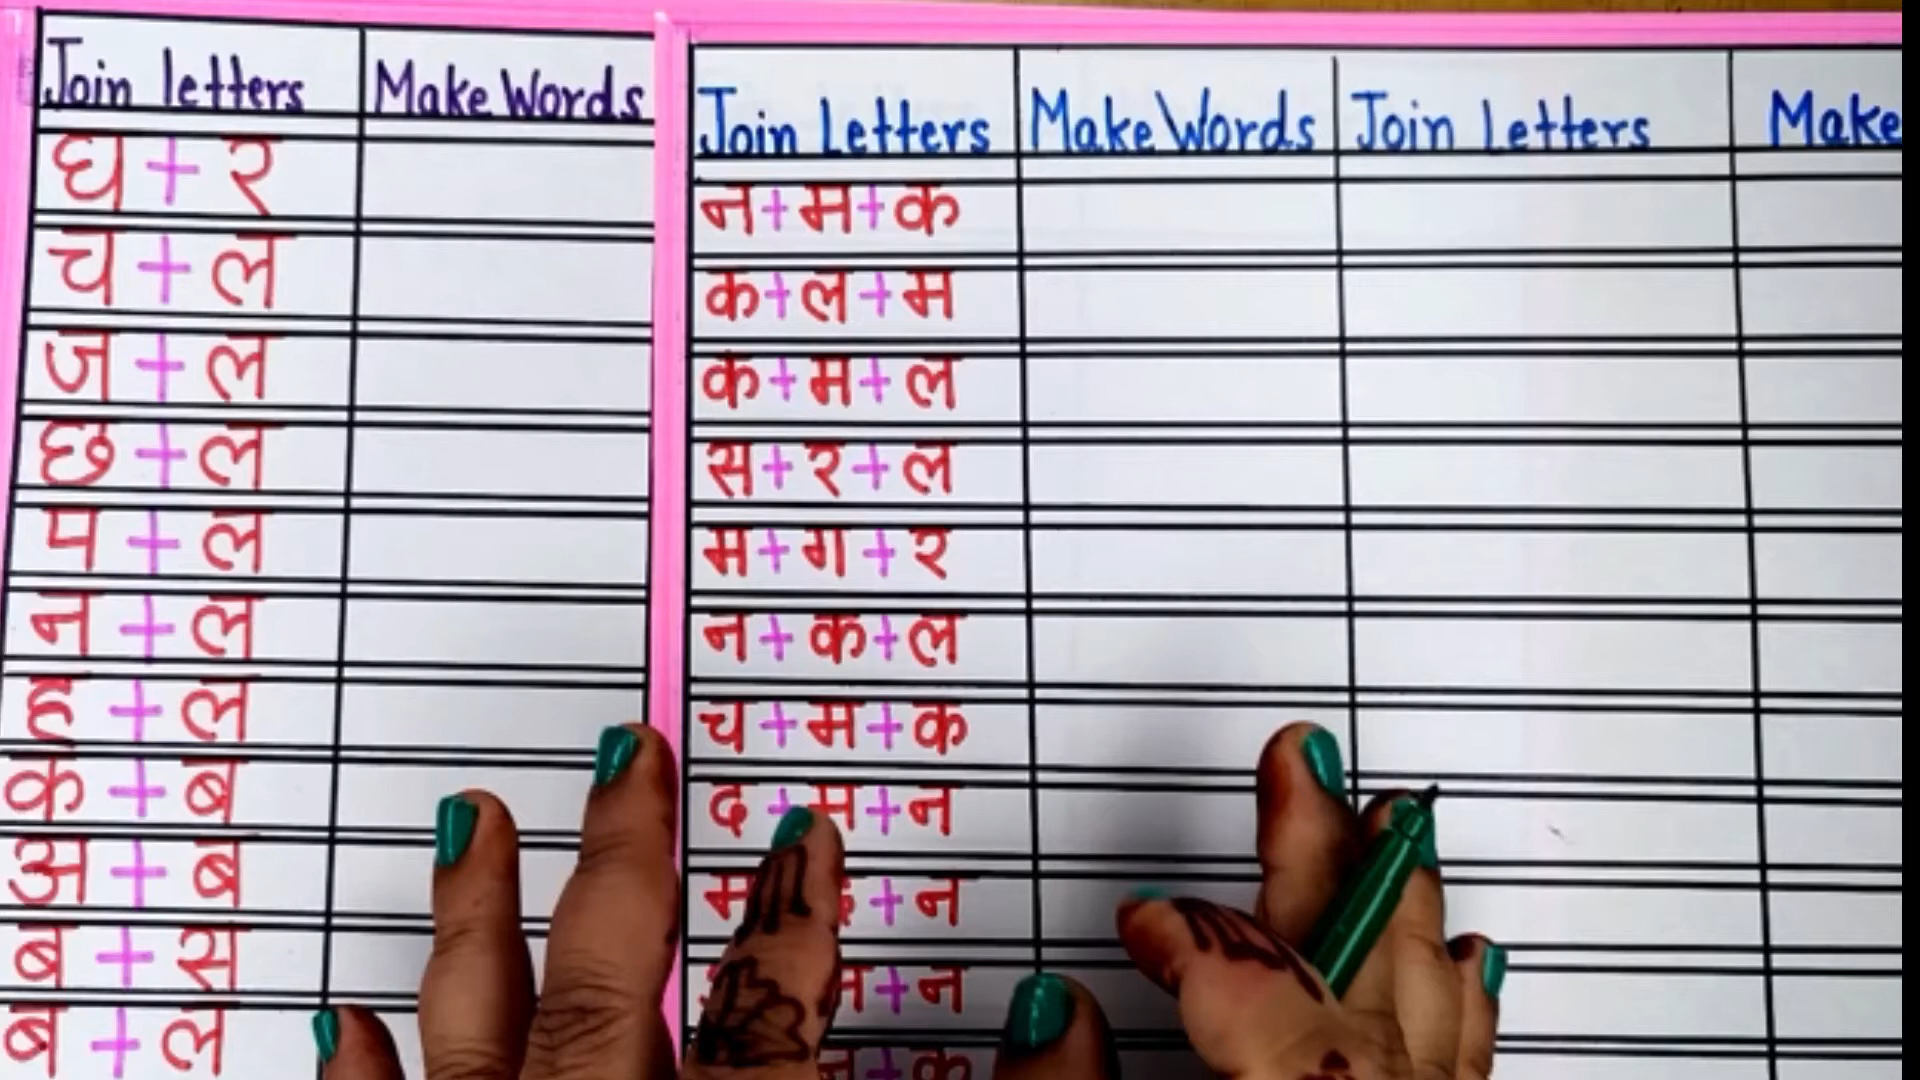 Join letters
Make Words
घ+र
च+ल
ज+ल
छ+ल
प+ल
न+ल
ह+ल
क+ब
अ+ब
ब+स
ब+ल
Join Letters
Make Words
Join Letters
Make
न+म+क
क+ल+म
क+म+ल
स+र+ल
म+ग+र
न+क+ल
च+म+क
द+म+न
म
+न
+न
+क